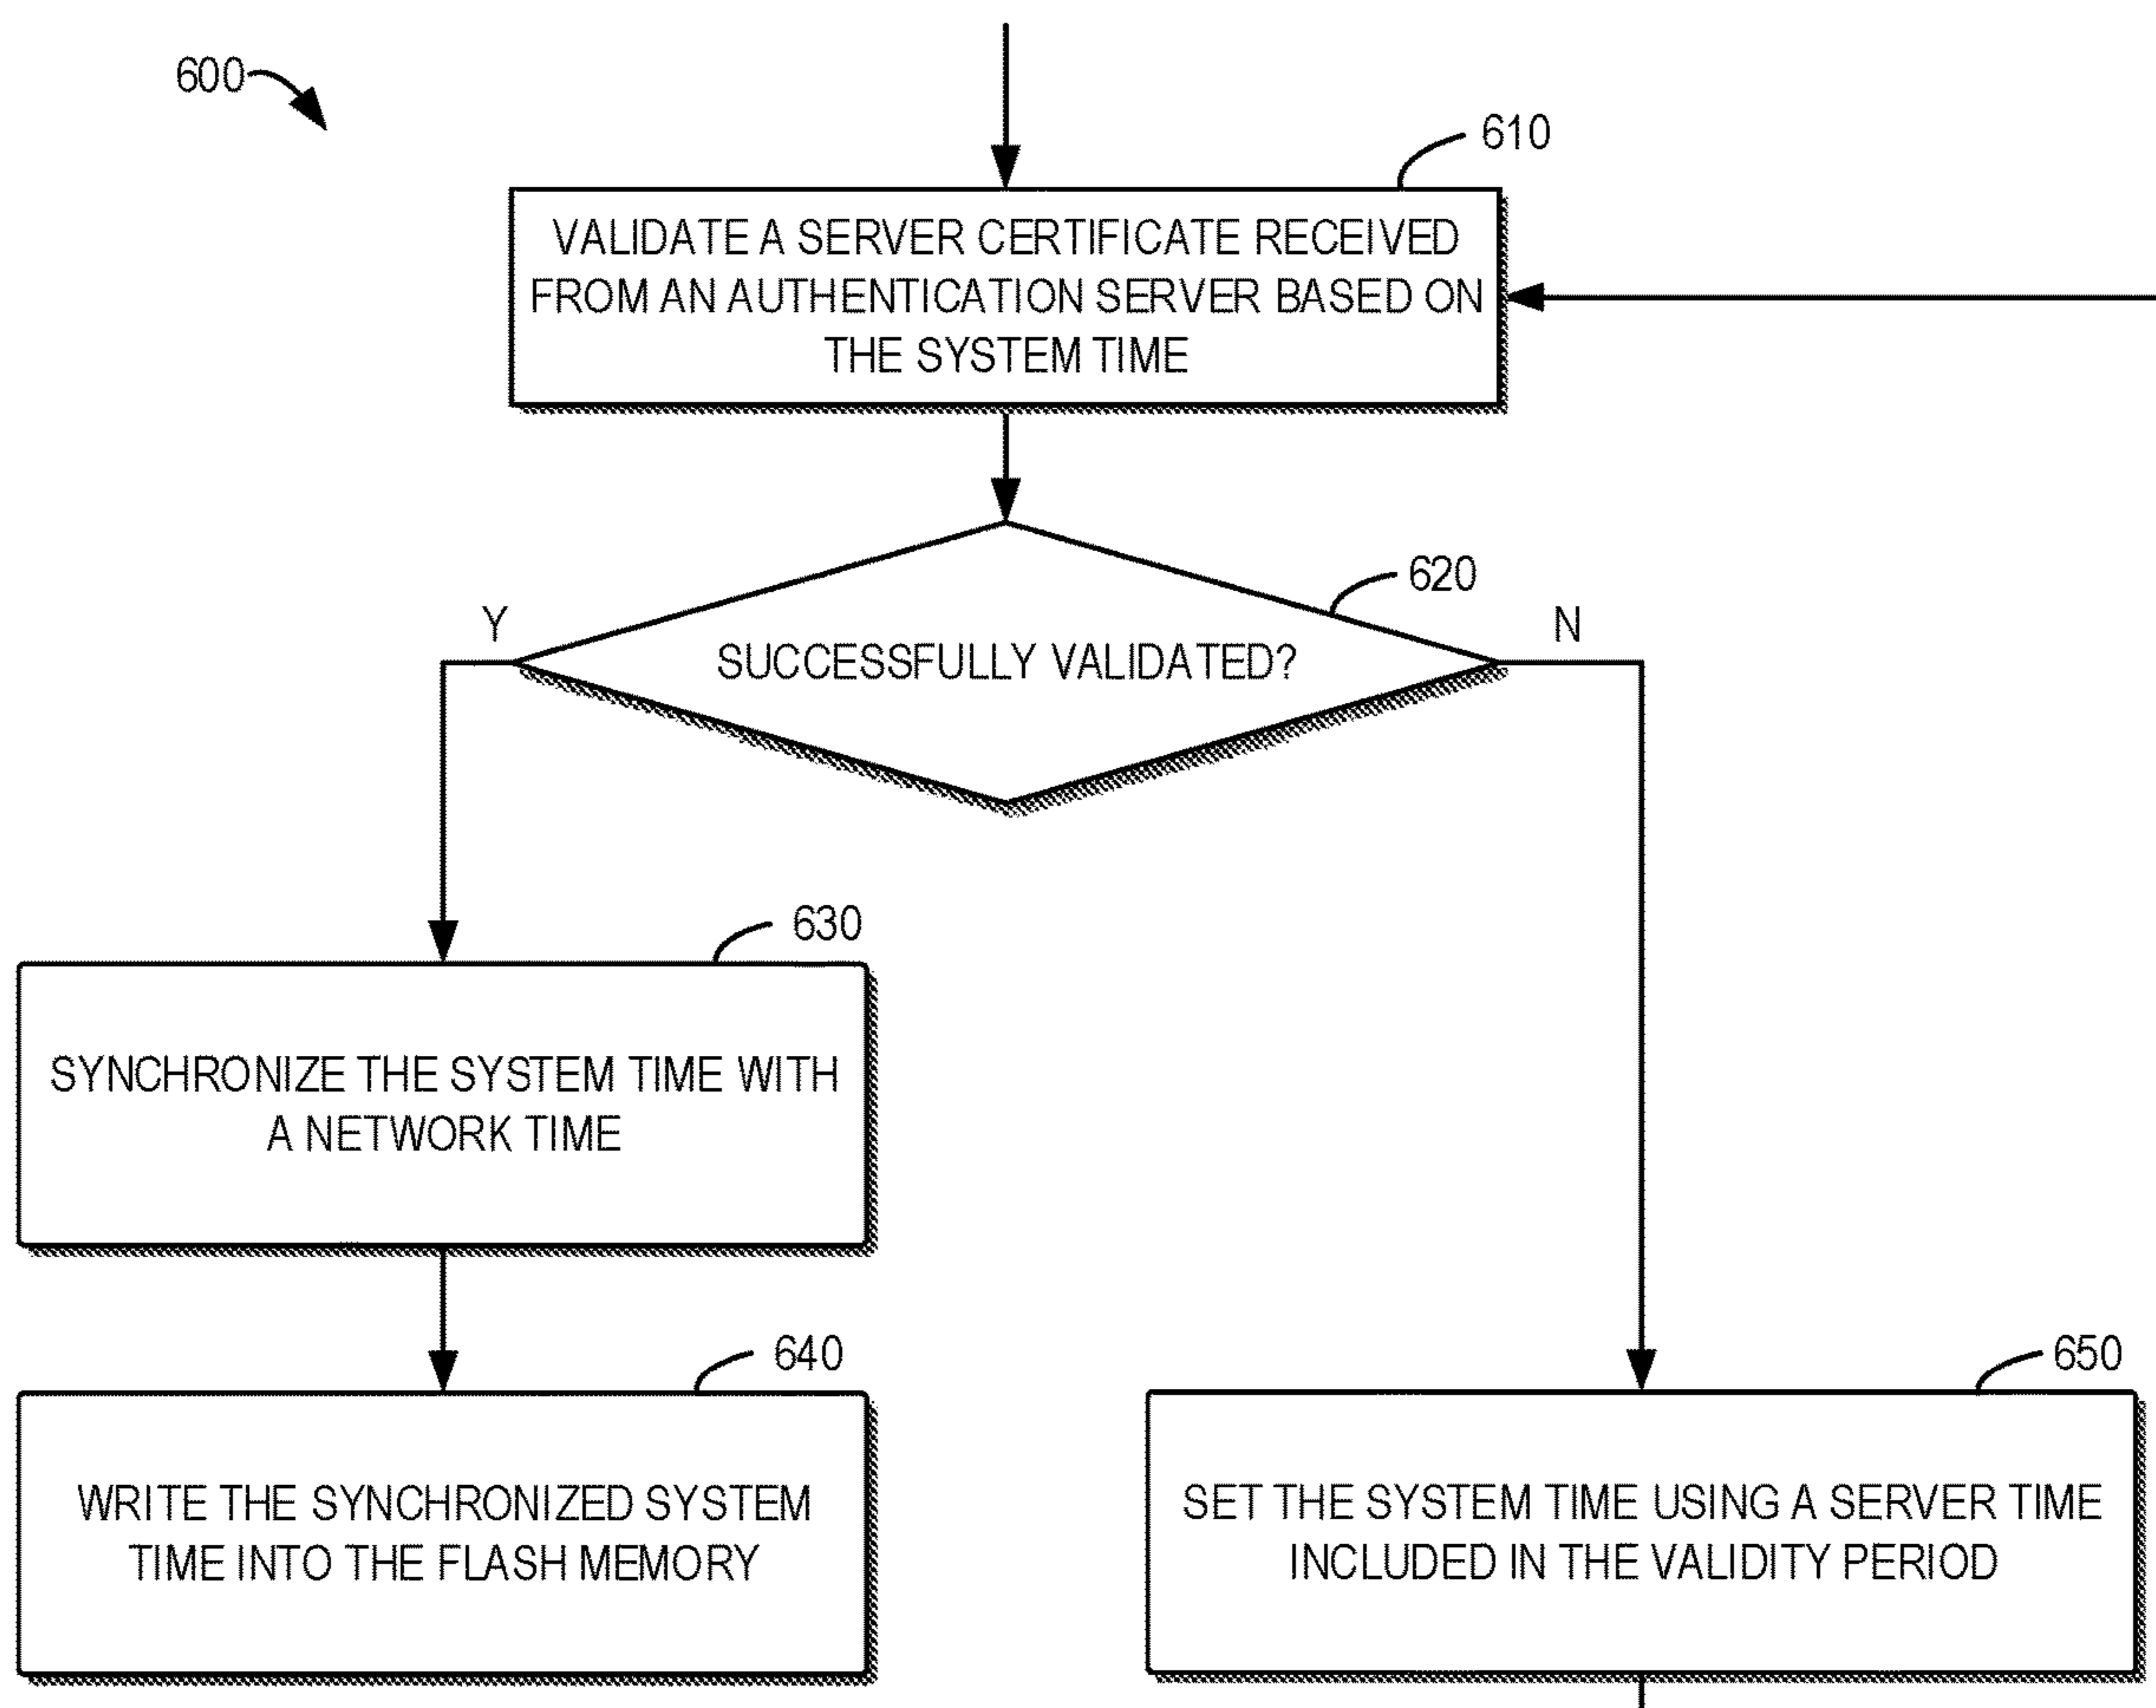 600
610
VALIDATE A SERVER CERTIFICATE RECEIVED
FROM AN AUTHENTICATION SERVER BASED ON
THE SYSTEM TIME
620
Y
N
SUCCESSFULLY VALIDATED?
630
SYNCHRONIZE THE SYSTEM TIME WITH
A NETWORK TIME
640
WRITE THE SYNCHRONIZED SYSTEM
TIME INTO THE FLASH MEMORY
650
SET THE SYSTEM TIME USING A SERVER TIME
INCLUDED IN THE VALIDITY PERIOD